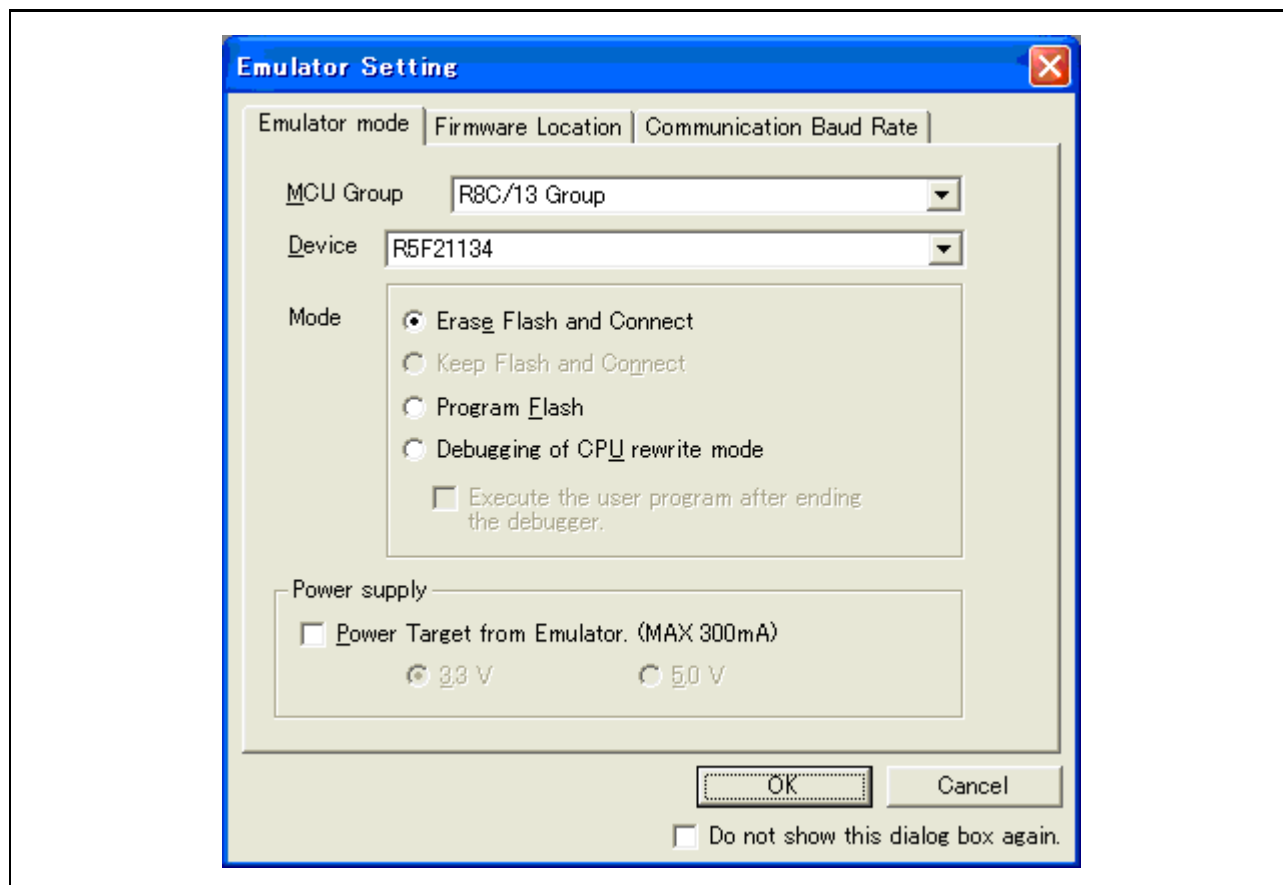 Emulator Setting
Emulator mode
Firmware Location
Communication Baud Rate
MCU Group
R8C/13 Group
Device
R5F21134
Mode
Erase Flash and Connect
Keep Flash and Connect
Program Flash
Debugging of CPU rewrite mode
Execute the user program after ending
the debugger.
Power supply
Power Target from Emulator. (MAX 300mA)
3.3 V
5.0 V
OK
Cancel
Do not show this dialog box again.